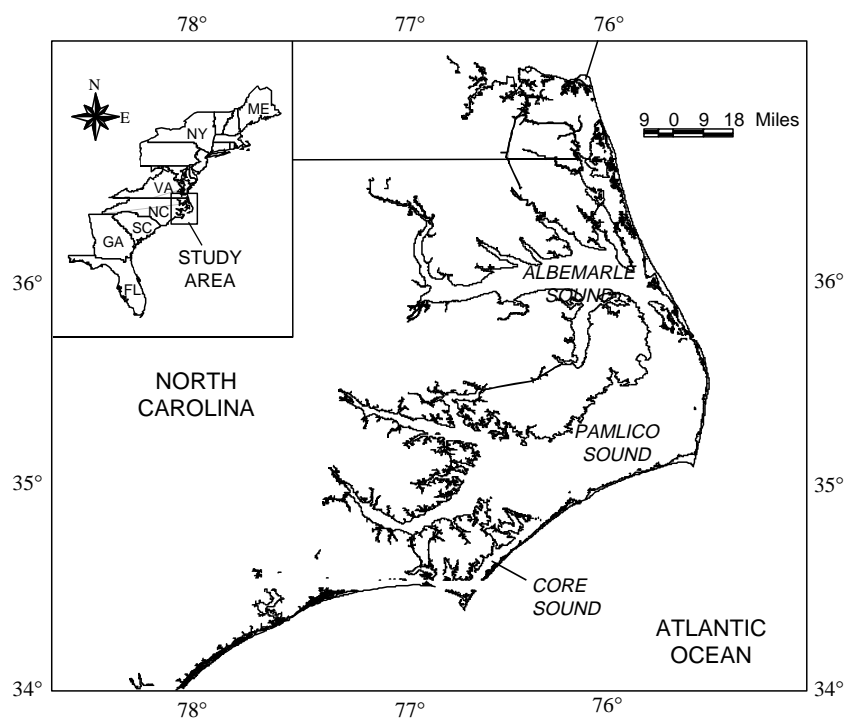 78°
77°
76°
N
E
ME
NY
VA
NC
SC
GA
FL
STUDY
AREA
9 0 9 18 Miles
36°
ALBEMARLE
SOUND
36°
NORTH
CAROLINA
PAMLICO
SOUND
35°
35°
CORE
SOUND
ATLANTIC
OCEAN
34°
34°
78°
77°
76°